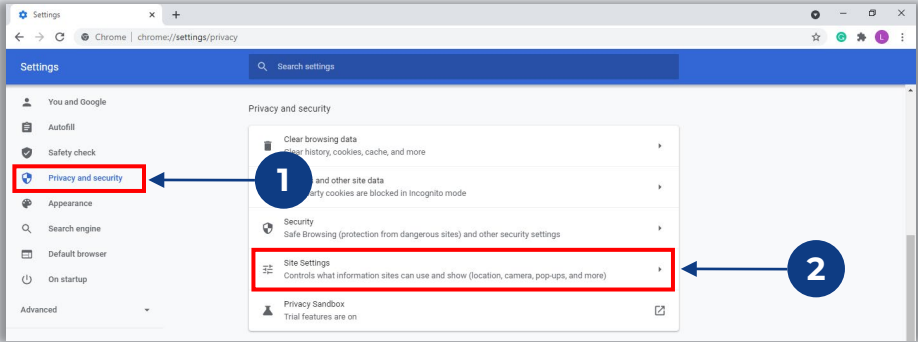 Settings
Chrome | chrome://settings/privacy
L
Settings
Search settings
You and Google
Autofill
Safety check
Privacy and security
Appearance
Search engine
Default browser
On startup
Advanced
Privacy and security
Clear browsing data
Clear history, cookies, cache, and more
1
and other site data
cookies are blocked in Incognito mode
Security
Safe Browsing (protection from dangerous sites) and other security settings
Site Settings
Controls what information sites can use and show (location, camera, pop-ups, and more)
2
Privacy Sandbox
Trial features are on